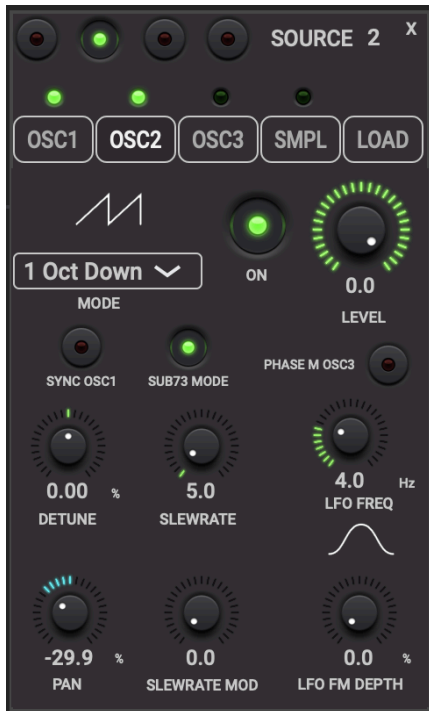 SOURCE 2 X
OSC1 OSC2 OSC3 SMPL LOAD
1 Oct Down
ON
0.0
MODE
LEVEL
SYNC OSC1 SUB73 MODE PHASE M OSC3
0.00 % 5.0 4.0 Hz
DETUNE SLEWRATE LFO FREQ
-29.9 % 0.0 0.0 %
PAN SLEWRATE MOD LFO FM DEPTH